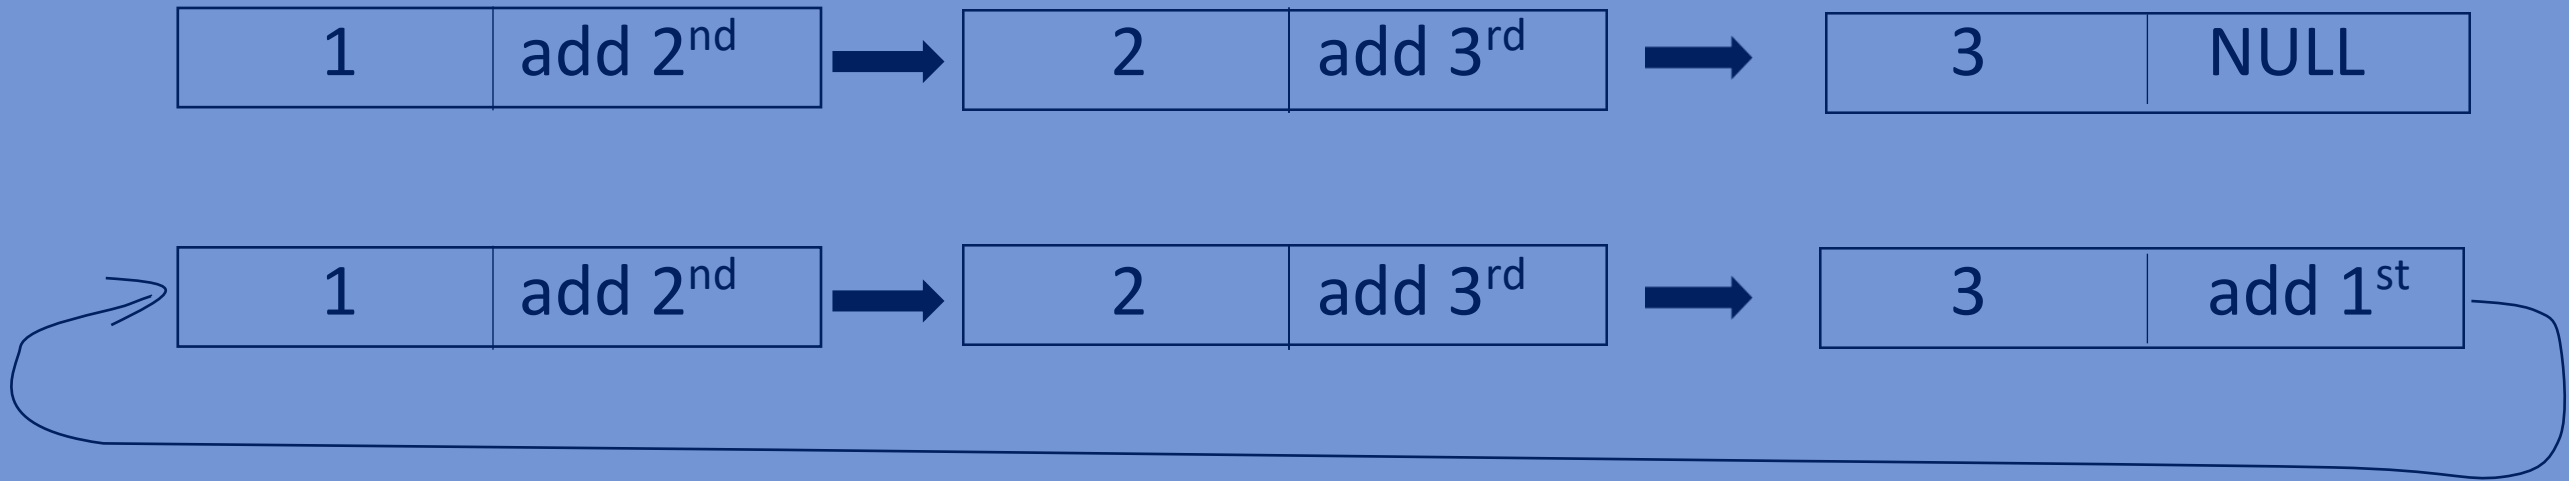 1 add 2nd 2 add 3rd 3 NULL
1 add 2nd 2 add 3rd 3 add 1st